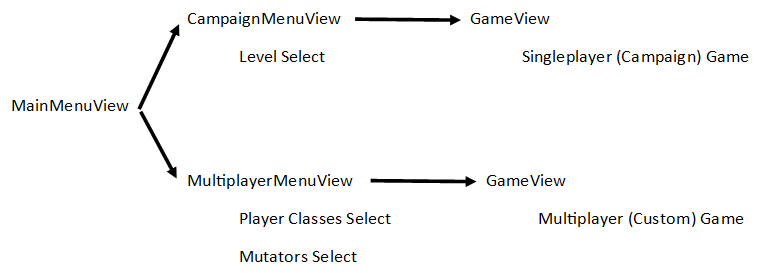 CampaignMenuView
GameView
Level Select
Singleplayer (Campaign) Game
MainMenuView
MultiplayerMenuView
GameView
Player Classes Select
Multiplayer (Custom) Game
Mutators Select